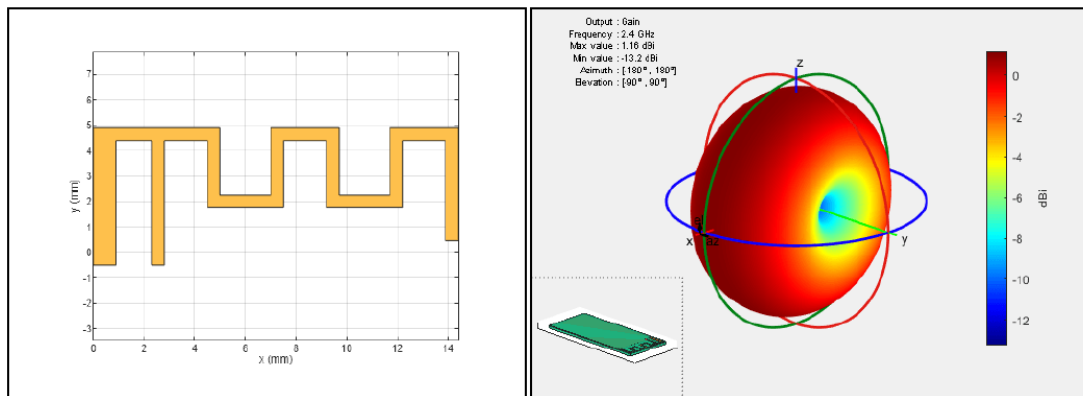 7
6
5
4
3
2
1
0
-1
-2
-3
y (mm)
0 2 4 6 8 10 12 14
x (mm)
Output : Gain
Frequency : 2.4 GHz
Max value : 1.16 dBi
Min value : -13.2 dBi
Azimuth : [-180° , 180°]
Elevation : [-90° , 90°]
z
x
az
y
0
-2
-4
-6
-8
-10
-12
dBi